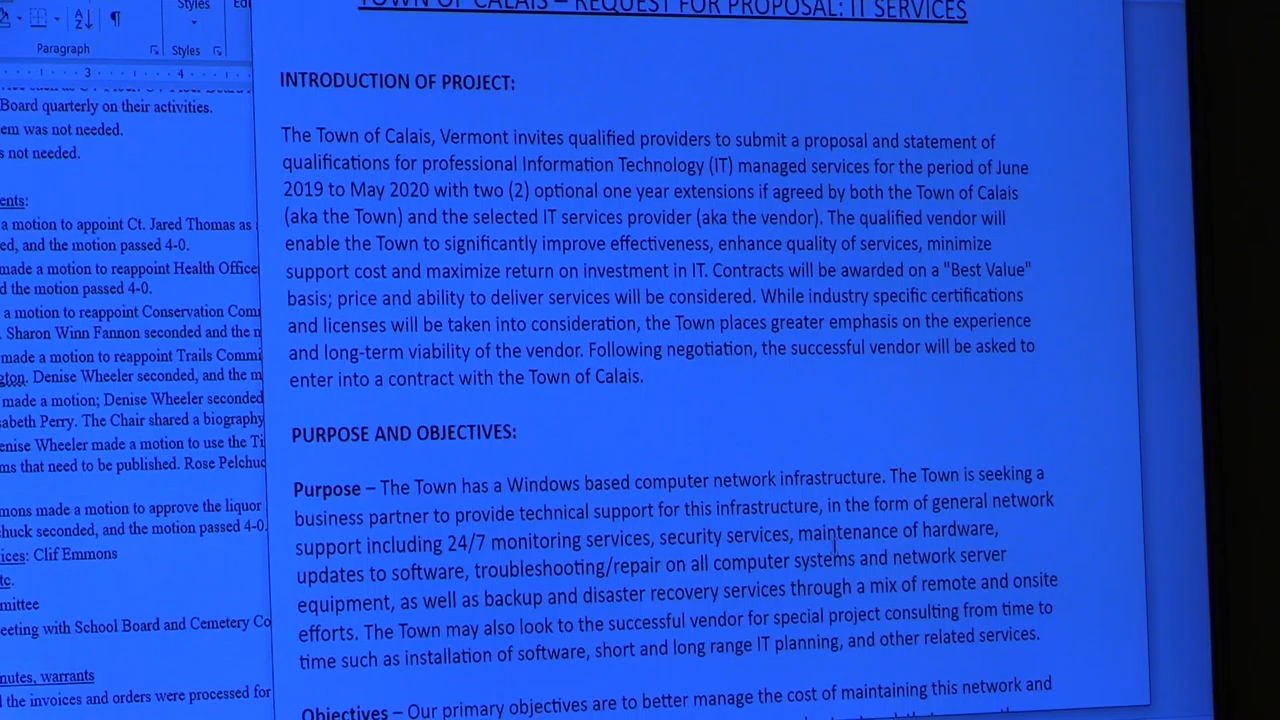 Styles
Edi
Paragraph
Styles
3
4
Board quarterly on their activities.
em was not needed.
s not needed.
ents:
a motion to appoint Ct. Jared Thomas as
ed, and the motion passed 4-0.
made a motion to reappoint Health Office
d the motion passed 4-0.
a motion to reappoint Conservation Com
. Sharon Winn Fannon seconded and the
made a motion to reappoint Trails Commi
gton. Denise Wheeler seconded, and the m
made a motion; Denise Wheeler seconded
sabeth Perry. The Chair shared a biography
enise Wheeler made a motion to use the Ti
ms that need to be published. Rose Pelchuc
mons made a motion to approve the liquor
huck seconded, and the motion passed 4-0.
ices: Clif Emmons
tc.
mittee
eeting with School Board and Cemetery Co
nutes, warrants
d the invoices and orders were processed for
TOWN OF CALAIS – REQUEST FOR PROPOSAL: IT SERVICES
INTRODUCTION OF PROJECT:
The Town of Calais, Vermont invites qualified providers to submit a proposal and statement of
qualifications for professional Information Technology (IT) managed services for the period of June
2019 to May 2020 with two (2) optional one year extensions if agreed by both the Town of Calais
(aka the Town) and the selected IT services provider (aka the vendor). The qualified vendor will
enable the Town to significantly improve effectiveness, enhance quality of services, minimize
support cost and maximize return on investment in IT. Contracts will be awarded on a "Best Value"
basis; price and ability to deliver services will be considered. While industry specific certifications
and licenses will be taken into consideration, the Town places greater emphasis on the experience
and long-term viability of the vendor. Following negotiation, the successful vendor will be asked to
enter into a contract with the Town of Calais.
PURPOSE AND OBJECTIVES:
Purpose – The Town has a Windows based computer network infrastructure. The Town is seeking a
business partner to provide technical support for this infrastructure, in the form of general network
support including 24/7 monitoring services, security services, maintenance of hardware,
updates to software, troubleshooting/repair on all computer systems and network server
equipment, as well as backup and disaster recovery services through a mix of remote and onsite
efforts. The Town may also look to the successful vendor for special project consulting from time to
time such as installation of software, short and long range IT planning, and other related services.
Objectives – Our primary objectives are to better manage the cost of maintaining this network and